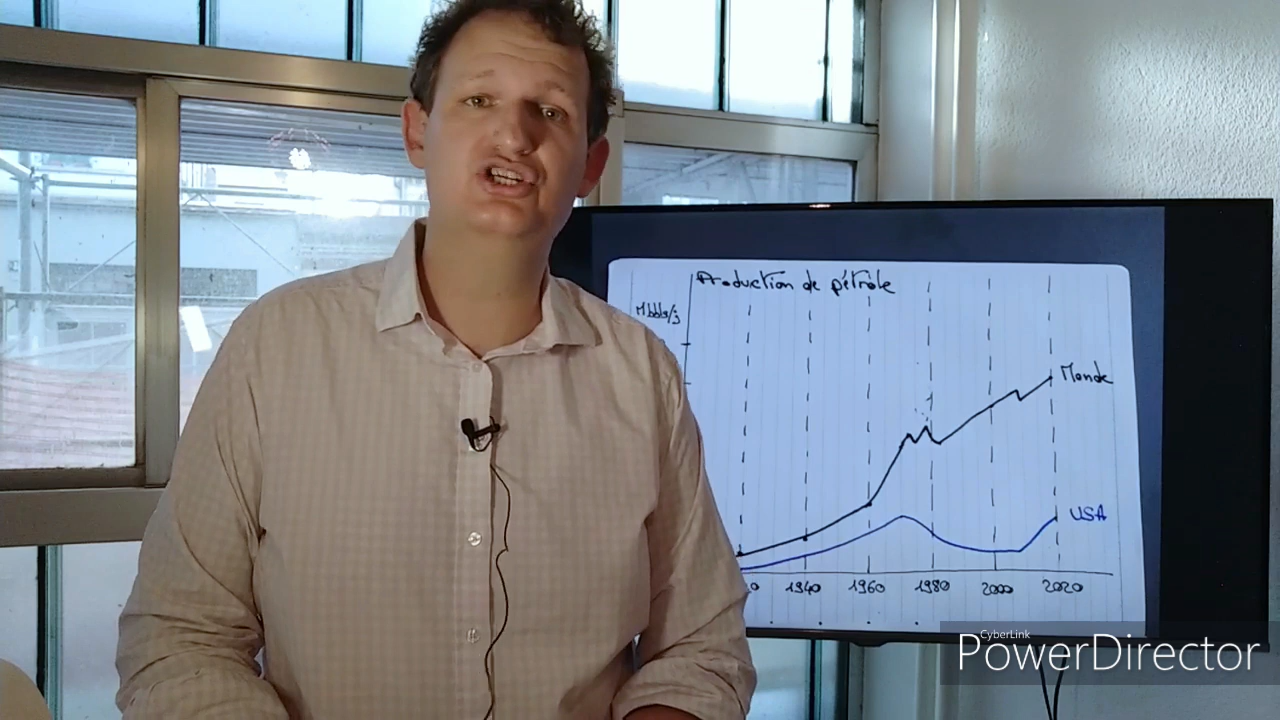 Production de pétrole
Mbbls/j
Monde
USA
1940 1960 1980 2000 2020
CyberLink
PowerDirector